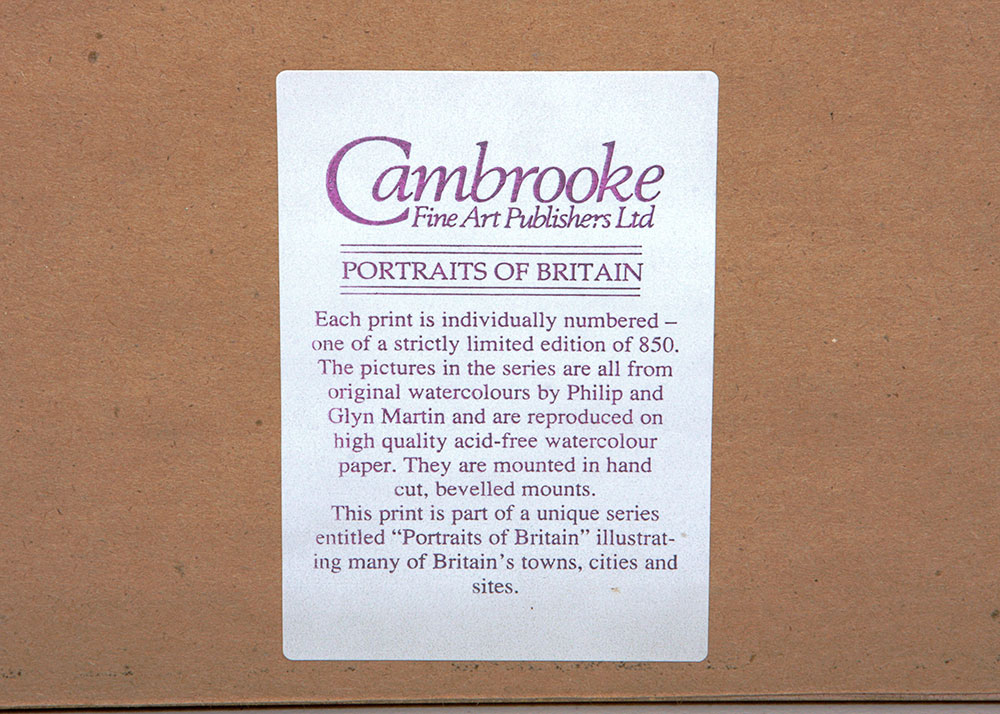 Cambrooke
Fine Art Publishers Ltd
PORTRAITS OF BRITAIN
Each print is individually numbered –
one of a strictly limited edition of 850.
The pictures in the series are all from
original watercolours by Philip and
Glyn Martin and are reproduced on
high quality acid-free watercolour
paper. They are mounted in hand
cut, bevelled mounts.
This print is part of a unique series
entitled “Portraits of Britain” illustrat-
ing many of Britain’s towns, cities and
sites.